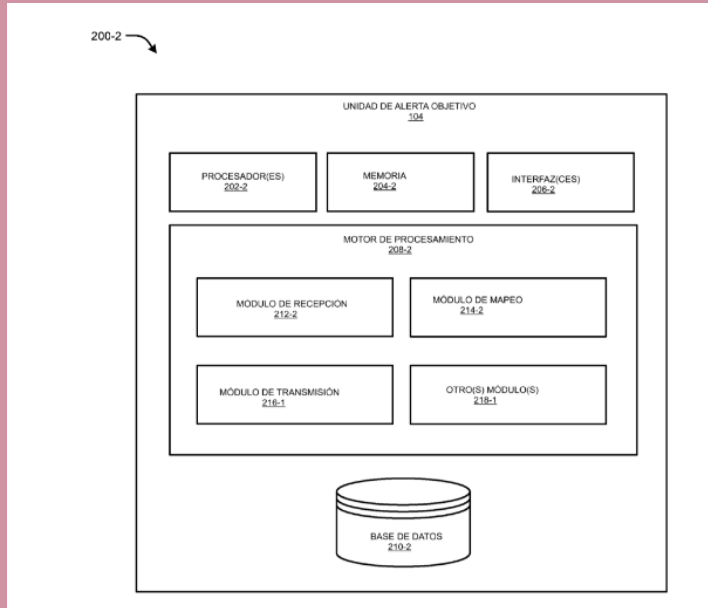 200-2
UNIDAD DE ALERTA OBJETIVO
104
PROCESADOR(ES)
202-2
MEMORIA
204-2
INTERFAZ(CES)
206-2
MOTOR DE PROCESAMIENTO
208-2
MÓDULO DE RECEPCIÓN
212-2
MÓDULO DE MAPEO
214-2
MÓDULO DE TRANSMISIÓN
216-1
OTRO(S) MÓDULO(S)
218-1
BASE DE DATOS
210-2